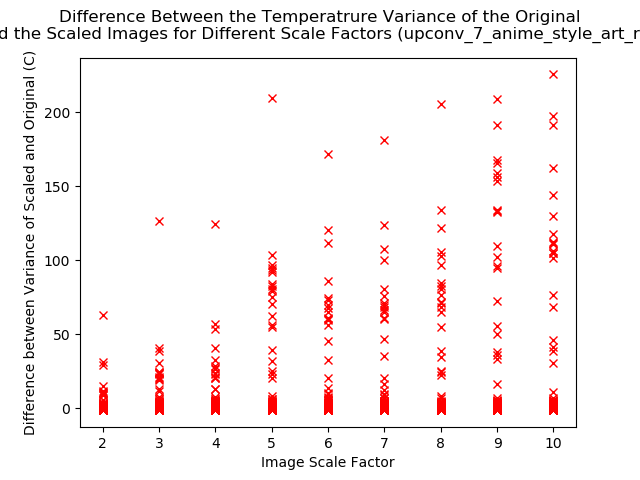 Difference Between the Temperatrure Variance of the Original
d the Scaled Images for Different Scale Factors (upconv_7_anime_style_art_r
Difference between Variance of Scaled and Original (C)
200
150
100
50
0
2 3 4 5 6 7 8 9 10
Image Scale Factor